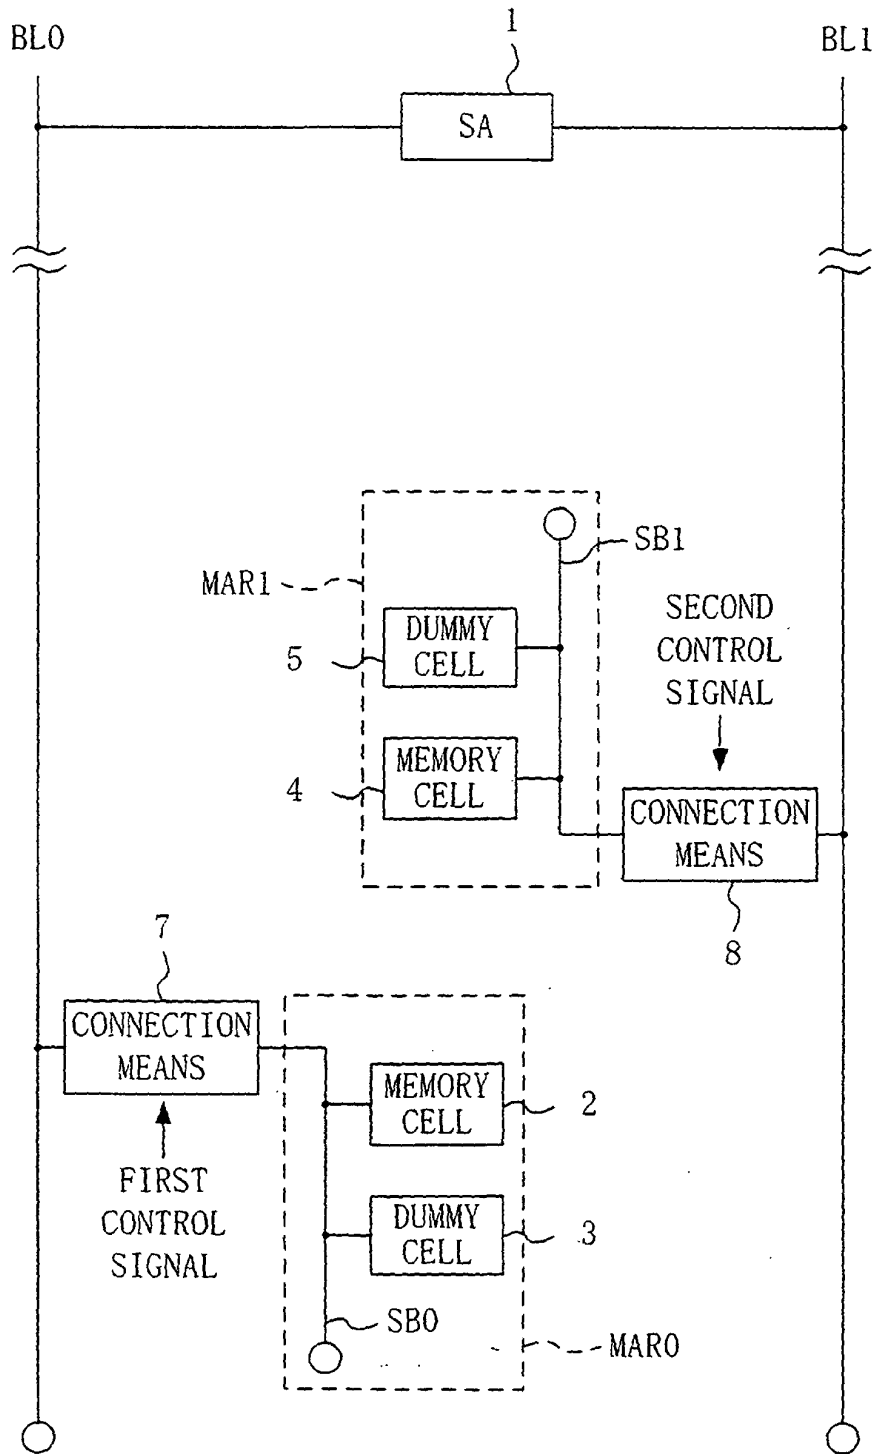 1
BL0
BL1
SA
SB1
MAR1
DUMMY
CELL
5
SECOND
CONTROL
SIGNAL
MEMORY
CELL
4
CONNECTION
MEANS
8
7
CONNECTION
MEANS
MEMORY
CELL
2
FIRST
CONTROL
SIGNAL
DUMMY
CELL
3
SB0
MAR0